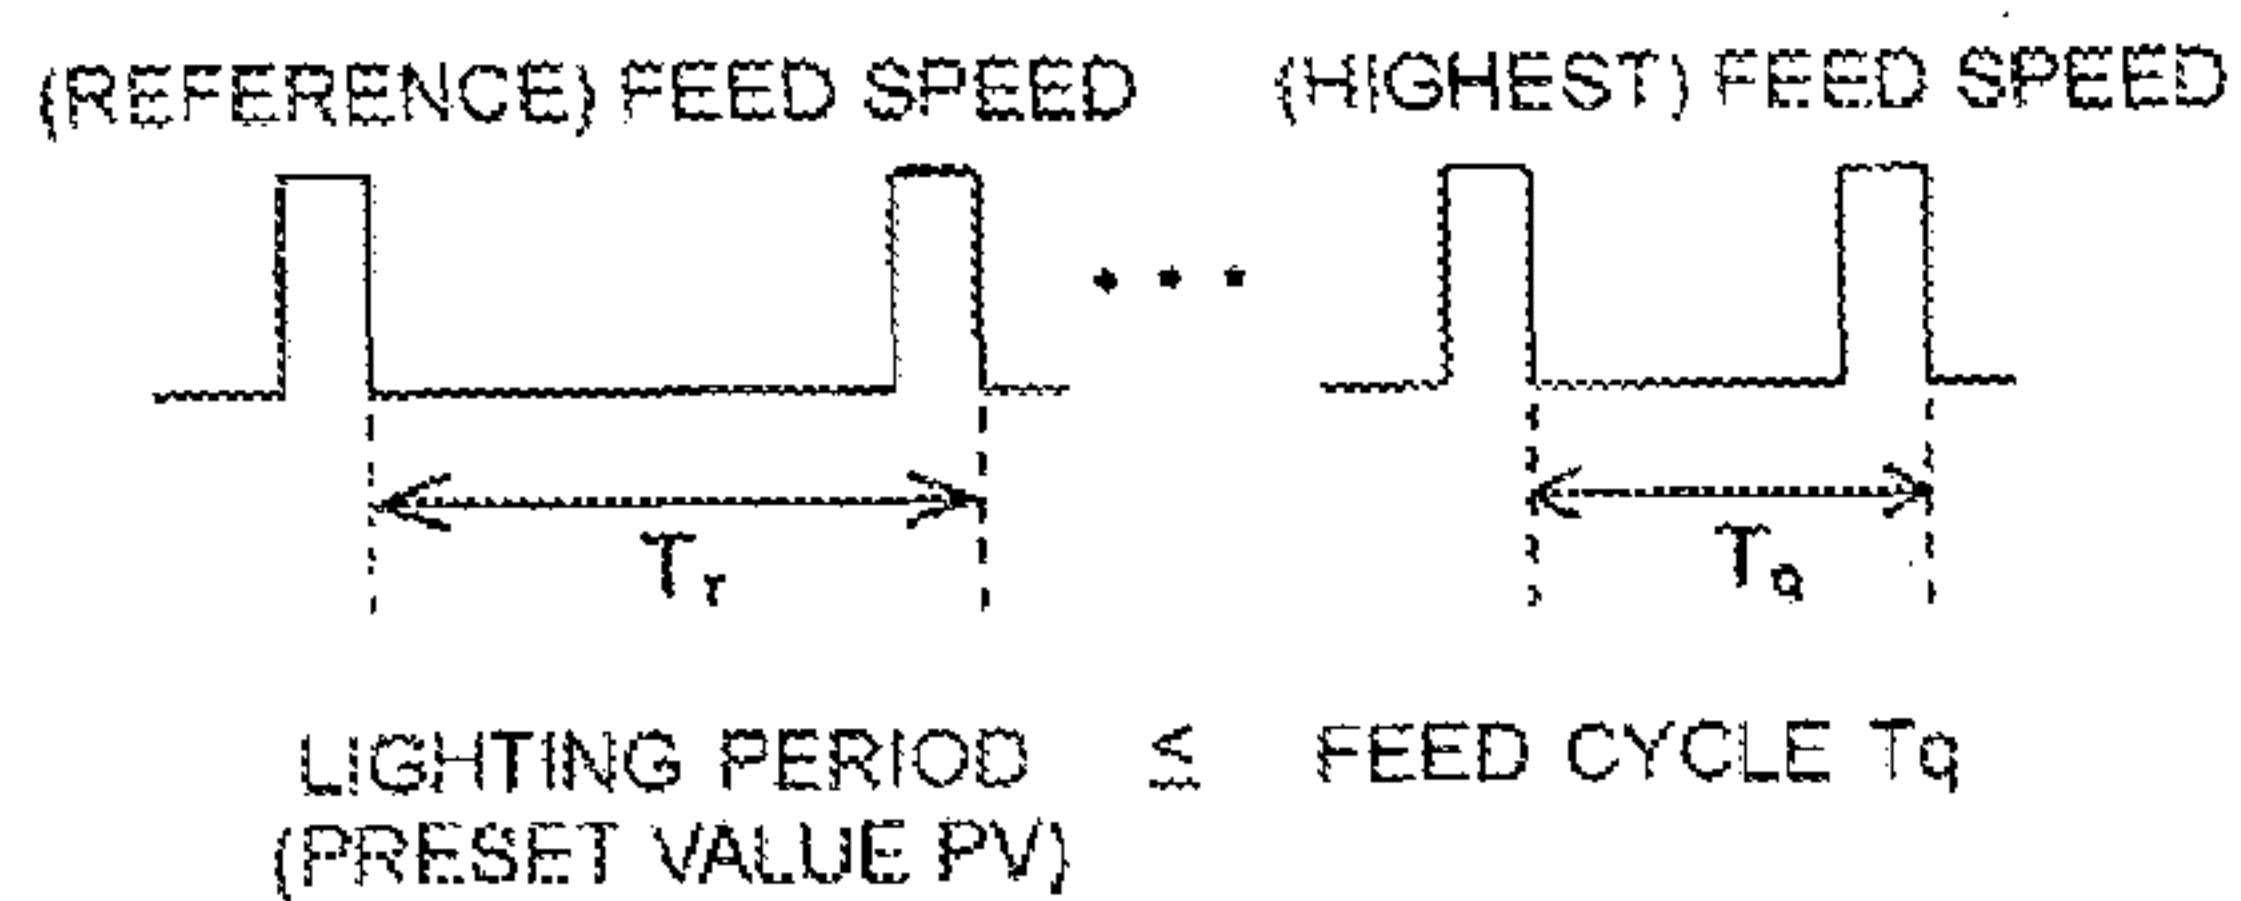 (REFERENCE) FEED SPEED (HIGHEST) FEED SPEED
Tr Tq
LIGHTING PERIOD ≤ FEED CYCLE Tq
(PRESET VALUE PV)